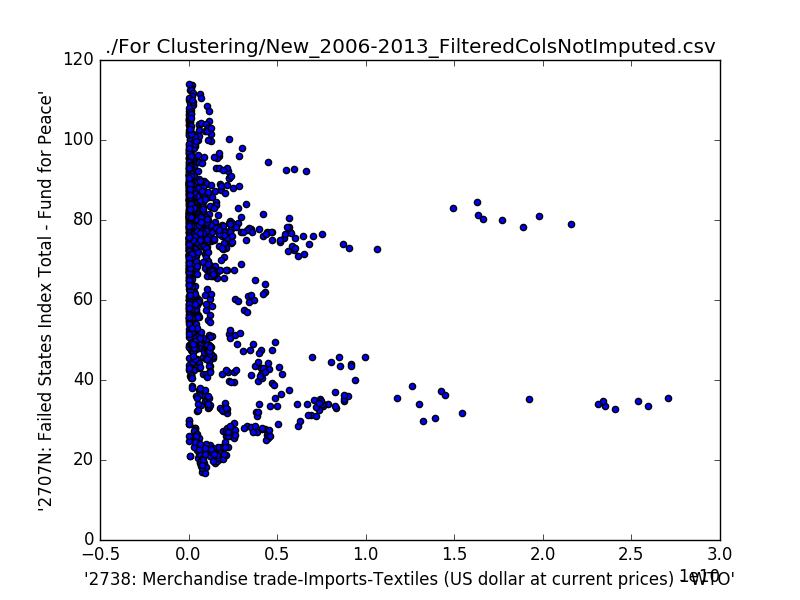 ./For Clustering/New_2006-2013_FilteredColsNotImputed.csv
120
100
80
60
40
20
0
'2707N: Failed States Index Total - Fund for Peace'
−0.5 0.0 0.5 1.0 1.5 2.0 2.5 3.0
1e10
'2738: Merchandise trade-Imports-Textiles (US dollar at current prices) - WTO'